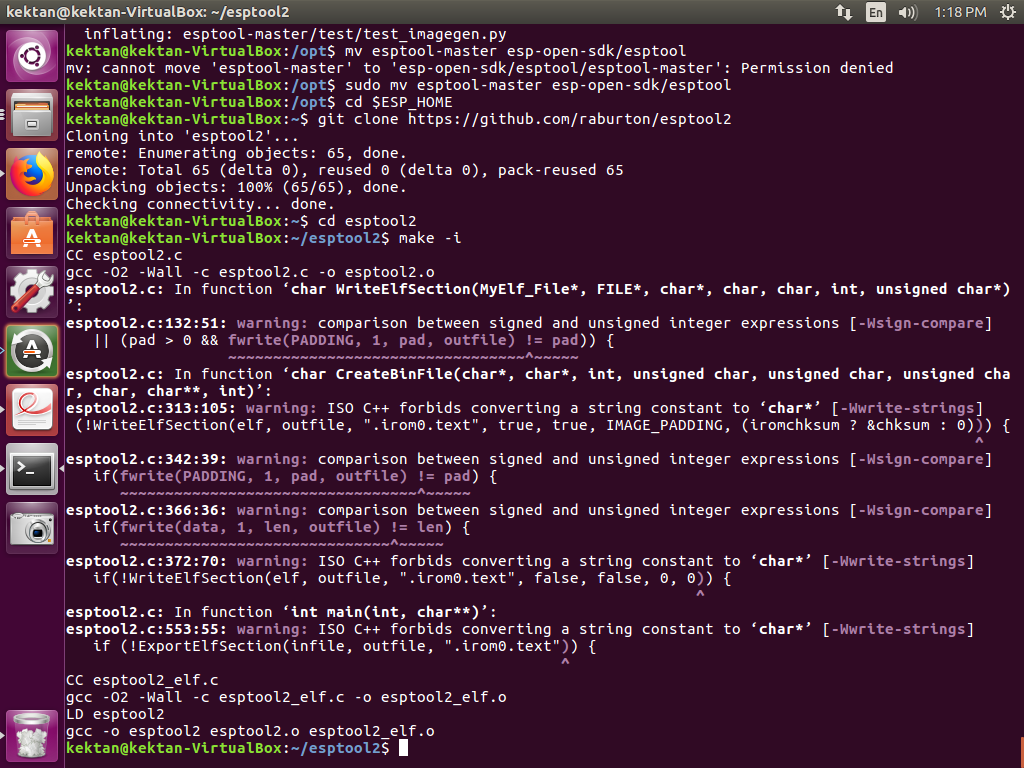 kektan@kektan-VirtualBox: ~/esptool2
En
1:18 PM
inflating: esptool-master/test/test_imagegen.py
kektan@kektan-VirtualBox:/opt$ mv esptool-master esp-open-sdk/esptool
mv: cannot move 'esptool-master' to 'esp-open-sdk/esptool/esptool-master': Permission denied
kektan@kektan-VirtualBox:/opt$ sudo mv esptool-master esp-open-sdk/esptool
kektan@kektan-VirtualBox:/opt$ cd $ESP_HOME
kektan@kektan-VirtualBox:~$ git clone https://github.com/raburton/esptool2
Cloning into 'esptool2'...
remote: Enumerating objects: 65, done.
remote: Total 65 (delta 0), reused 0 (delta 0), pack-reused 65
Unpacking objects: 100% (65/65), done.
Checking connectivity... done.
kektan@kektan-VirtualBox:~$ cd esptool2
kektan@kektan-VirtualBox:~/esptool2$ make -i
CC esptool2.c
gcc -O2 -Wall -c esptool2.c -o esptool2.o
esptool2.c: In function ‘char WriteElfSection(MyElf_File*, FILE*, char*, char, char, int, unsigned char*)
’:
esptool2.c:132:51: warning: comparison between signed and unsigned integer expressions [-Wsign-compare]
|| (pad > 0 && fwrite(PADDING, 1, pad, outfile) != pad)) {
~~~~~~~~~~~~~~~~~~~~~~~~~~~~~~~~~^~~~~~
esptool2.c: In function ‘char CreateBinFile(char*, char*, int, unsigned char, unsigned char, unsigned cha
r, char, char**, int)’:
esptool2.c:313:105: warning: ISO C++ forbids converting a string constant to ‘char*’ [-Wwrite-strings]
(!WriteElfSection(elf, outfile, ".irom0.text", true, true, IMAGE_PADDING, (iromchksum ? &chksum : 0))) {
^
esptool2.c:342:39: warning: comparison between signed and unsigned integer expressions [-Wsign-compare]
if(fwrite(PADDING, 1, pad, outfile) != pad) {
~~~~~~~~~~~~~~~~~~~~~~~~~~~~~~~~~^~~~~~
esptool2.c:366:36: warning: comparison between signed and unsigned integer expressions [-Wsign-compare]
if(fwrite(data, 1, len, outfile) != len) {
~~~~~~~~~~~~~~~~~~~~~~~~~~~~~~^~~~~~
esptool2.c:372:70: warning: ISO C++ forbids converting a string constant to ‘char*’ [-Wwrite-strings]
if(!WriteElfSection(elf, outfile, ".irom0.text", false, false, 0, 0)) {
^
esptool2.c: In function ‘int main(int, char**)’:
esptool2.c:553:55: warning: ISO C++ forbids converting a string constant to ‘char*’ [-Wwrite-strings]
if (!ExportElfSection(infile, outfile, ".irom0.text")) {
^
CC esptool2_elf.c
gcc -O2 -Wall -c esptool2_elf.c -o esptool2_elf.o
LD esptool2
gcc -o esptool2 esptool2.o esptool2_elf.o
kektan@kektan-VirtualBox:~/esptool2$